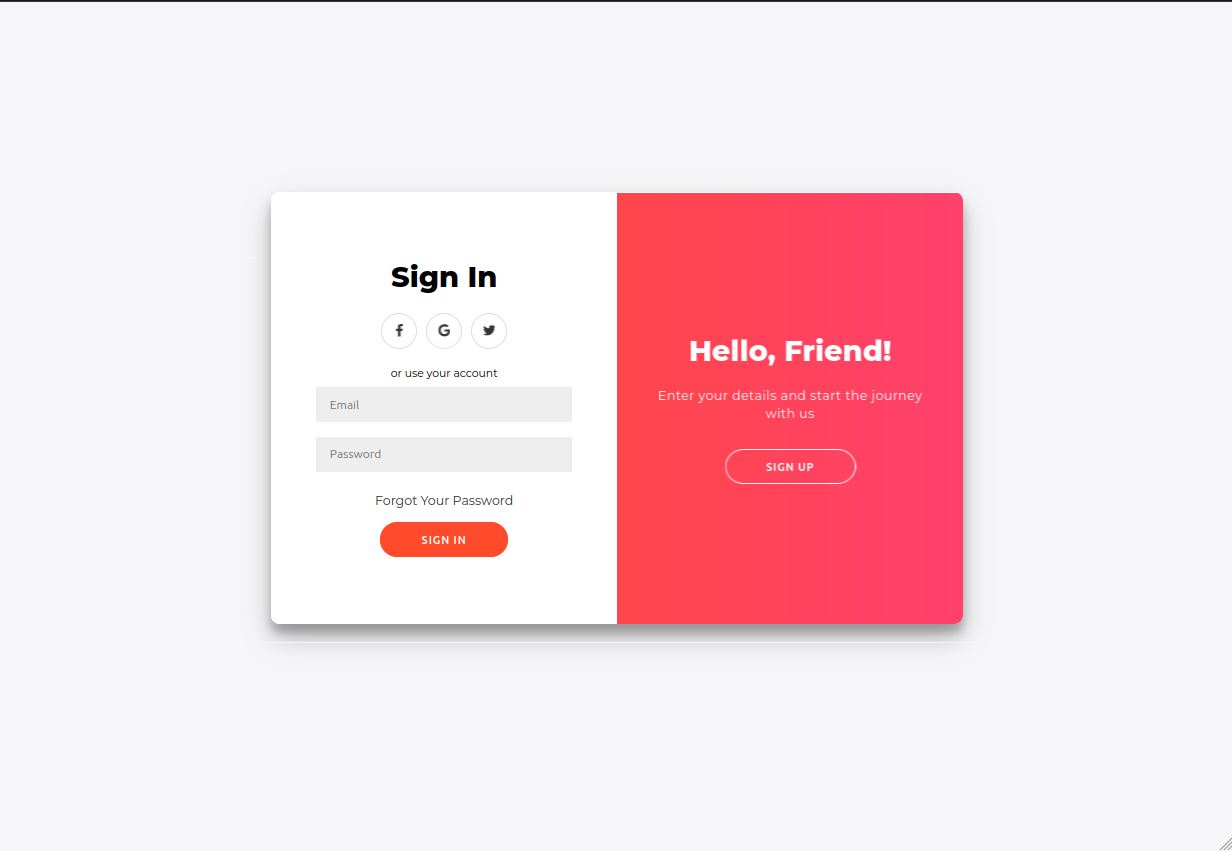 Sign In
or use your account
Email
Password
Forgot Your Password
SIGN IN
Hello, Friend!
Enter your details and start the journey
with us
SIGN UP